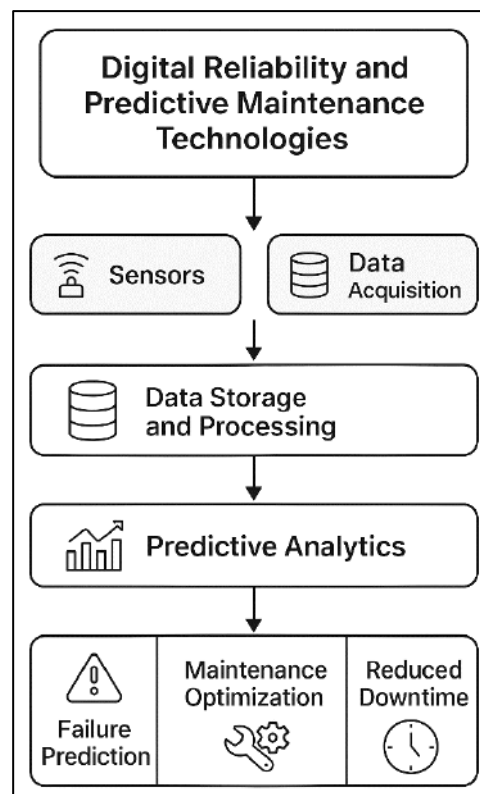 Digital Reliability and
Predictive Maintenance
Technologies
Sensors
Data
Acquisition
Data Storage
and Processing
Predictive Analytics
Failure
Prediction
Maintenance
Optimization
Reduced
Downtime